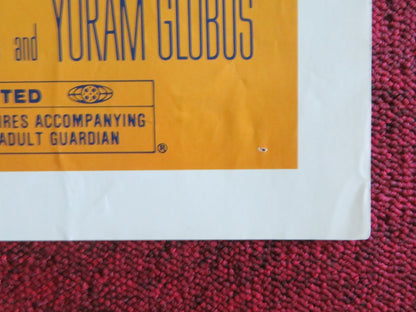 and YORAM GLOBUS
TED
IRES ACCOMPANYING
ADULT GUARDIAN
®